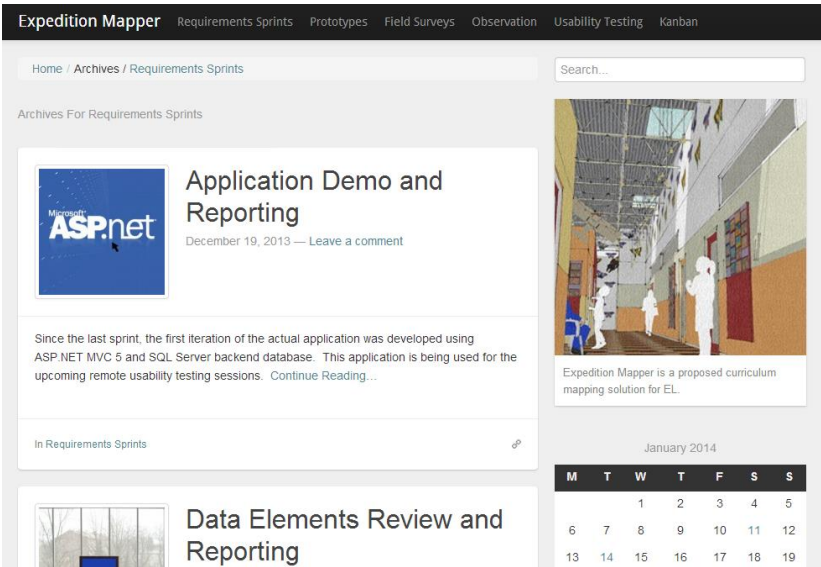 Expedition Mapper Requirements Sprints Prototypes Field Surveys Observation Usability Testing Kanban
Home / Archives / Requirements Sprints
Search...
Archives For Requirements Sprints
Microsoft
ASP.net
Application Demo and
Reporting
December 19, 2013 — Leave a comment
Since the last sprint, the first iteration of the actual application was developed using
ASP.NET MVC 5 and SQL Server backend database. This application is being used for the
upcoming remote usability testing sessions. Continue Reading...
In Requirements Sprints
Data Elements Review and
Reporting
Expedition Mapper is a proposed curriculum
mapping solution for EL.
January 2014
M T W T F S S
1 2 3 4 5
6 7 8 9 10 11 12
13 14 15 16 17 18 19